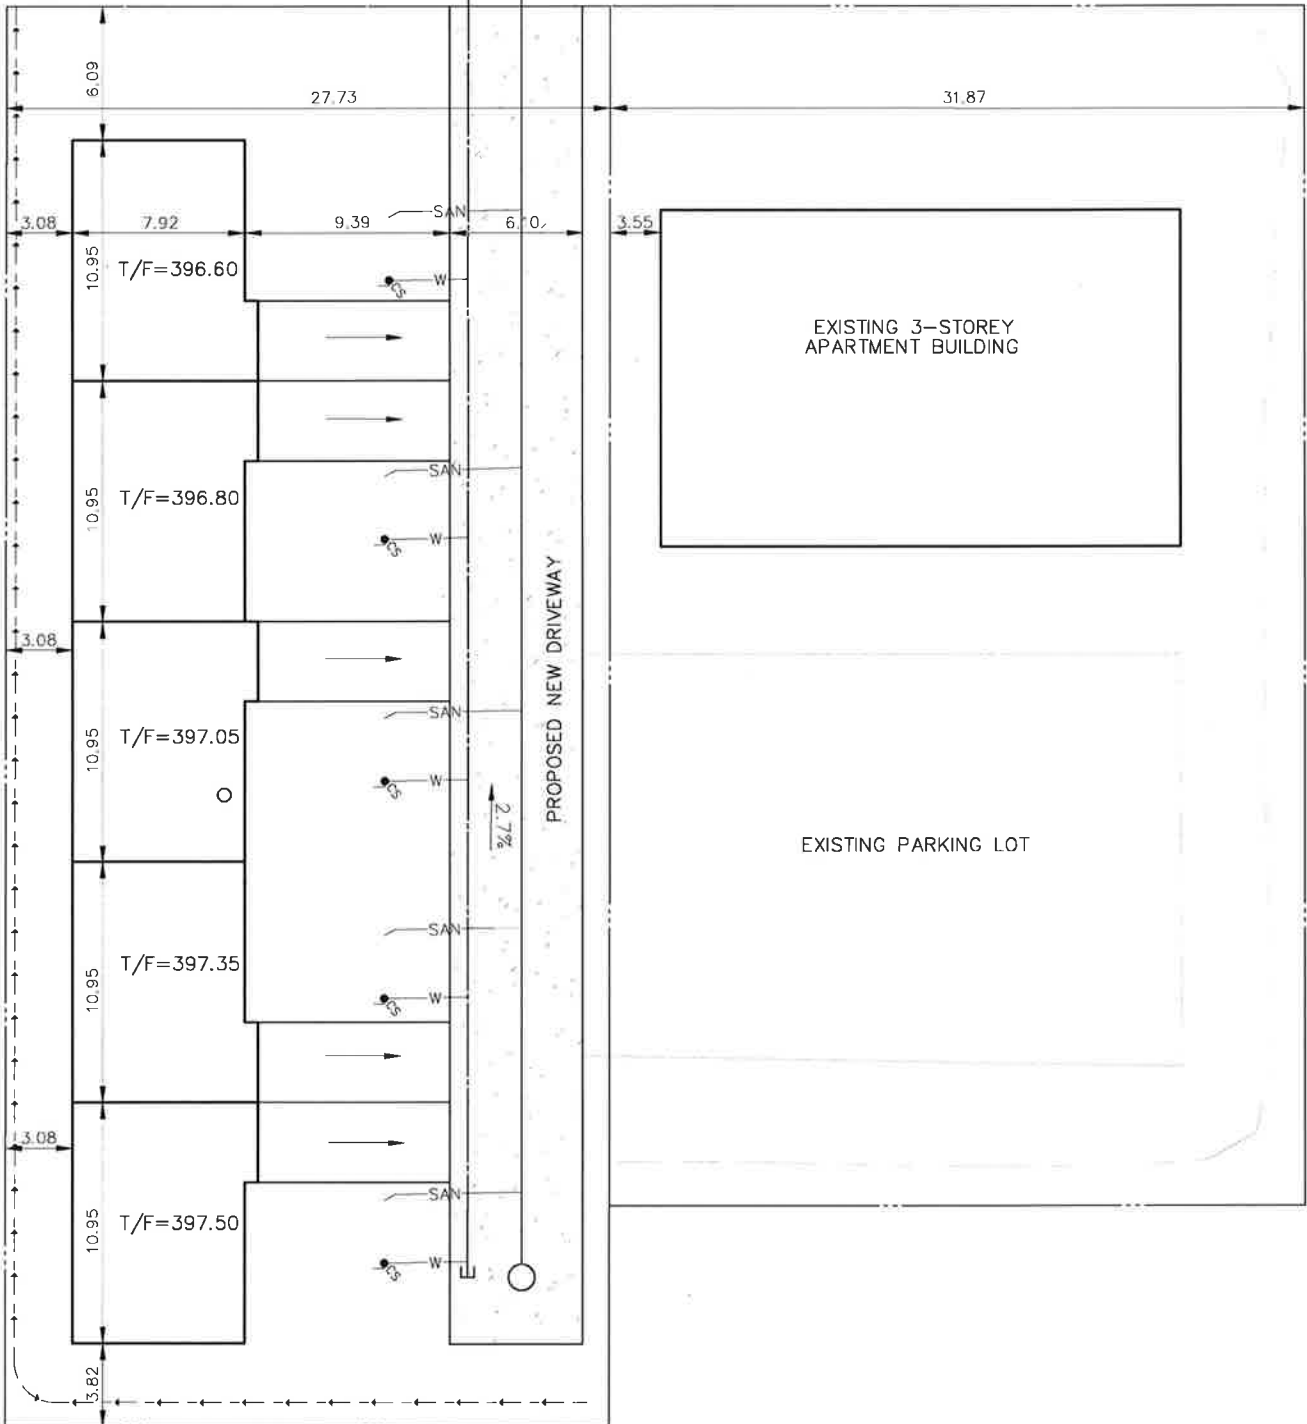 6.09
27.73
31.87
SAN
3.08
7.92
9.39
3.55
10.95
T/F=396.60
W
CS
EXISTING 3-STOREY
APARTMENT BUILDING
SAN
10.95
T/F=396.80
W
CS
PROPOSED NEW DRIVEWAY
3.08
SAN
10.95
T/F=397.05
W
CS
2.7%
EXISTING PARKING LOT
SAN
10.95
T/F=397.35
W
CS
3.08
SAN
10.95
T/F=397.50
W
CS
3.82